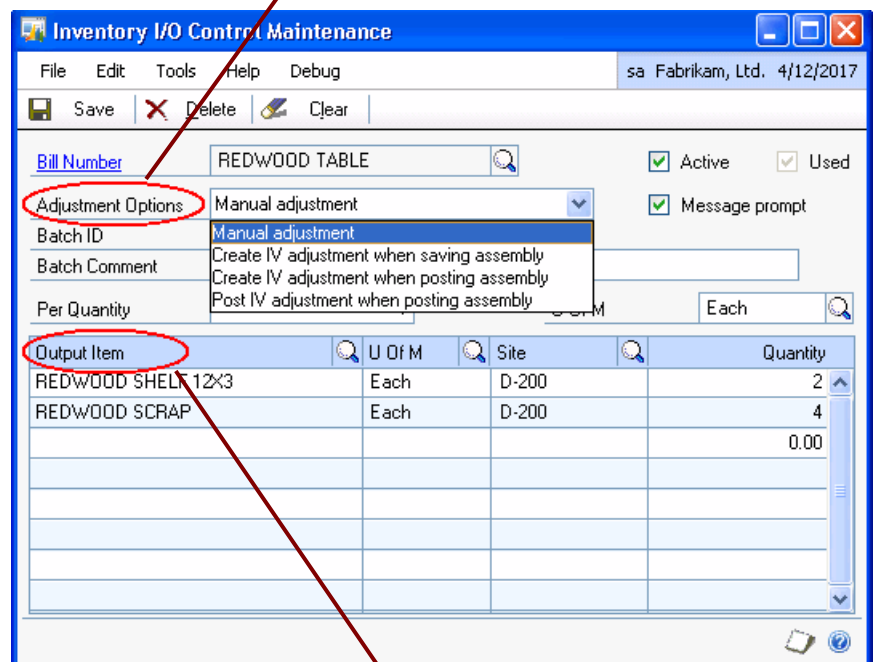 Inventory I/O Control Maintenance
File Edit Tools Help Debug sa Fabrikam, Ltd. 4/12/2017
Save Delete Clear
Bill Number REDWOOD TABLE Active Used
Adjustment Options Manual adjustment Message prompt
Batch ID Manual adjustment
Create IV adjustment when saving assembly
Batch Comment Create IV adjustment when posting assembly
Per Quantity Post IV adjustment when posting assembly Each
Output Item U Of M Site Quantity
REDWOOD SHELF 12X3 Each D-200 2
REDWOOD SCRAP Each D-200 4
0.00